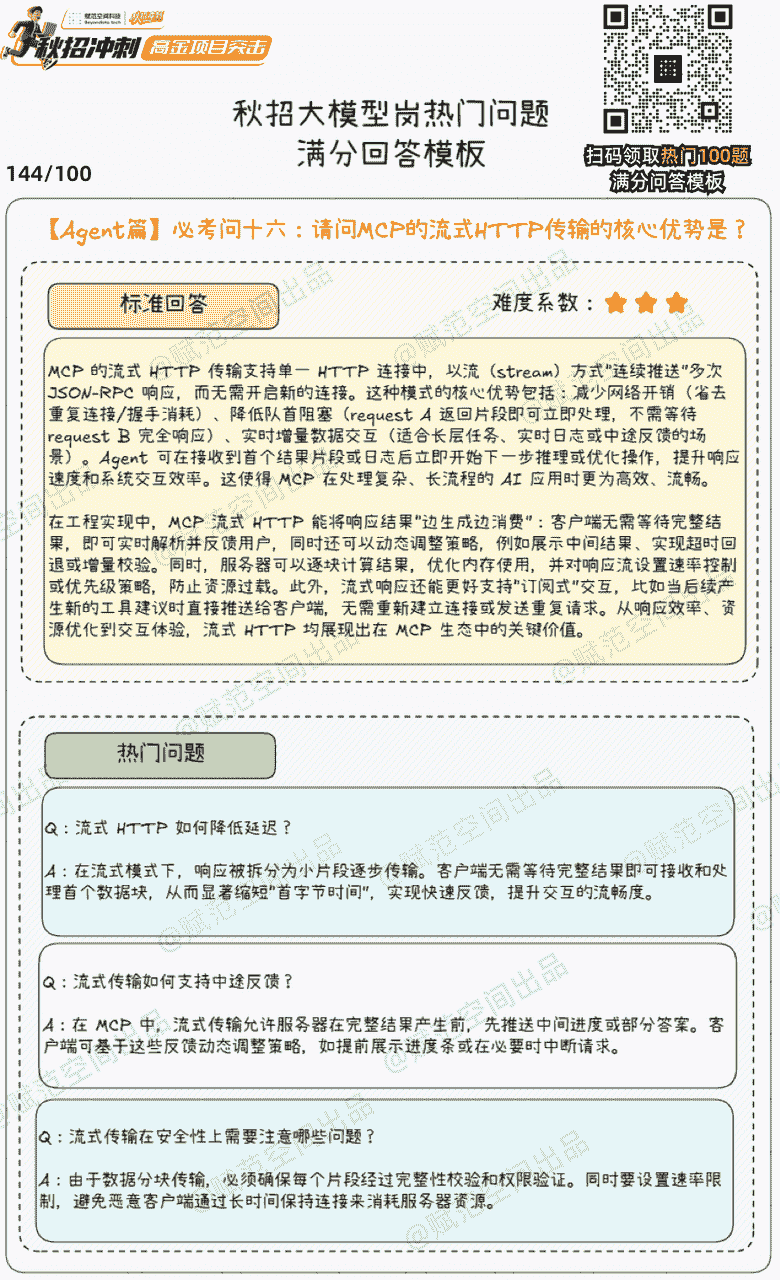 赋范空间科技
秋招冲刺 高金项目突击
扫码领取热门100题
满分问答模板
秋招大模型岗热门问题
满分回答模板
144/100
【Agent篇】必考问十六：请问MCP的流式HTTP传输的核心优势是？
标准回答
难度系数：
MCP 的流式 HTTP 传输支持单一 HTTP 连接中，以流（stream）方式"连续推送"多次
JSON-RPC 响应，而无需开启新的连接。这种模式的核心优势包括：减少网络开销（省去
重复连接/握手消耗）、降低队首阻塞（request A 返回片段即可立即处理，不需等待
request B 完全响应）、实时增量数据交互（适合长层任务、实时日志或中途反馈的场
景）。Agent 可在接收到首个结果片段或日志后立即开始下一步推理或优化操作，提升响应
速度和系统交互效率。这使得 MCP 在处理复杂、长流程的 AI 应用时更为高效、流畅。
在工程实现中，MCP 流式 HTTP 能将响应结果"边生成边消费"：客户端无需等待完整结
果，即可实时解析并反馈用户，同时还可以动态调整策略，例如展示中间结果、实现超时回
退或增量校验。同时，服务器可以逐块计算结果，优化内存使用，并对响应流设置速率控制
或优先级策略，防止资源过载。此外，流式响应还能更好支持"订阅式"交互，比如当后续产
生新的工具建议时直接推送给客户端，无需重新建立连接或发送重复请求。从响应效率、资
源优化到交互体验，流式 HTTP 均展现出在 MCP 生态中的关键价值。
热门问题
Q：流式 HTTP 如何降低延迟？
A：在流式模式下，响应被拆分为小片段逐步传输。客户端无需等待完整结果即可接收和处
理首个数据块，从而显著缩短"首字节时间"，实现快速反馈，提升交互的流畅度。
Q：流式传输如何支持中途反馈？
A：在 MCP 中，流式传输允许服务器在完整结果产生前，先推送中间进度或部分答案。客
户端可基于这些反馈动态调整策略，如提前展示进度条或在必要时中断请求。
Q：流式传输在安全性上需要注意哪些问题？
A：由于数据分块传输，必须确保每个片段经过完整性校验和权限验证。同时要设置速率限
制，避免恶意客户端通过长时间保持连接来消耗服务器资源。
@赋范空间出品